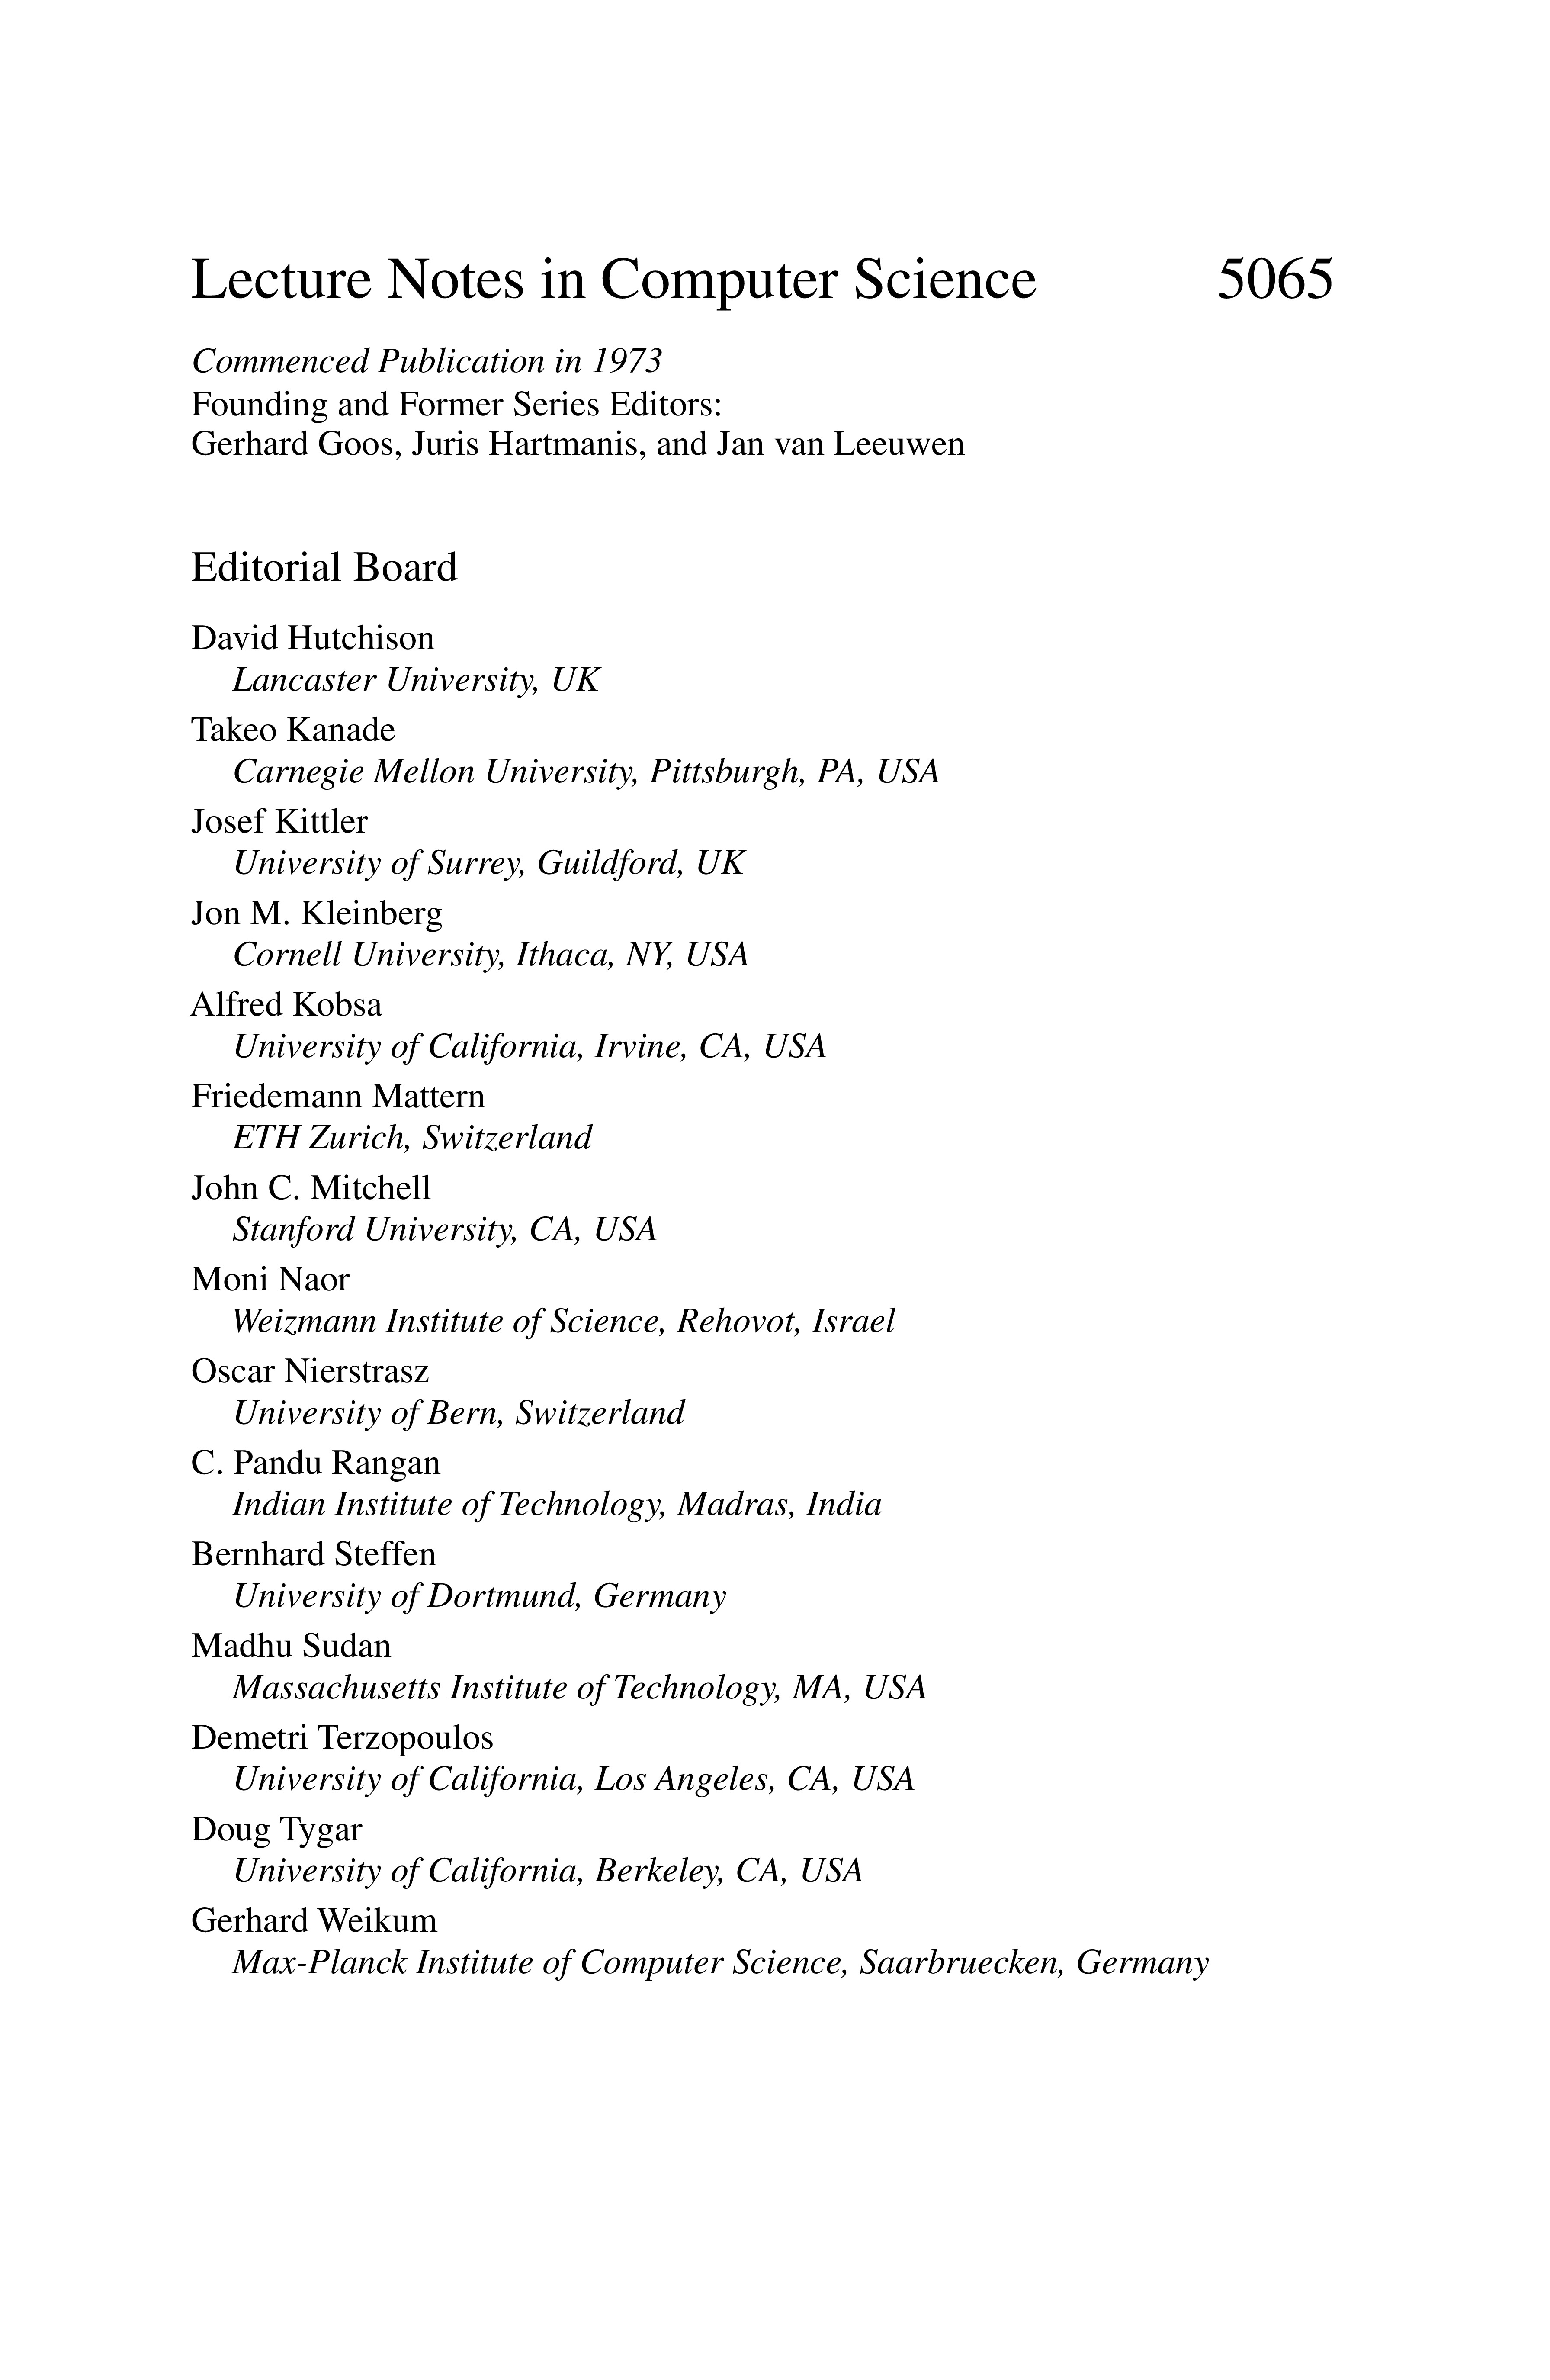 Lecture Notes in Computer Science 5065
Commenced Publication in 1973
Founding and Former Series Editors:
Gerhard Goos, Juris Hartmanis, and Jan van Leeuwen
Editorial Board
David Hutchison
Lancaster University, UK
Takeo Kanade
Carnegie Mellon University, Pittsburgh, PA, USA
Josef Kittler
University of Surrey, Guildford, UK
Jon M. Kleinberg
Cornell University, Ithaca, NY, USA
Alfred Kobsa
University of California, Irvine, CA, USA
Friedemann Mattern
ETH Zurich, Switzerland
John C. Mitchell
Stanford University, CA, USA
Moni Naor
Weizmann Institute of Science, Rehovot, Israel
Oscar Nierstrasz
University of Bern, Switzerland
C. Pandu Rangan
Indian Institute of Technology, Madras, India
Bernhard Steffen
University of Dortmund, Germany
Madhu Sudan
Massachusetts Institute of Technology, MA, USA
Demetri Terzopoulos
University of California, Los Angeles, CA, USA
Doug Tygar
University of California, Berkeley, CA, USA
Gerhard Weikum
Max-Planck Institute of Computer Science, Saarbruecken, Germany